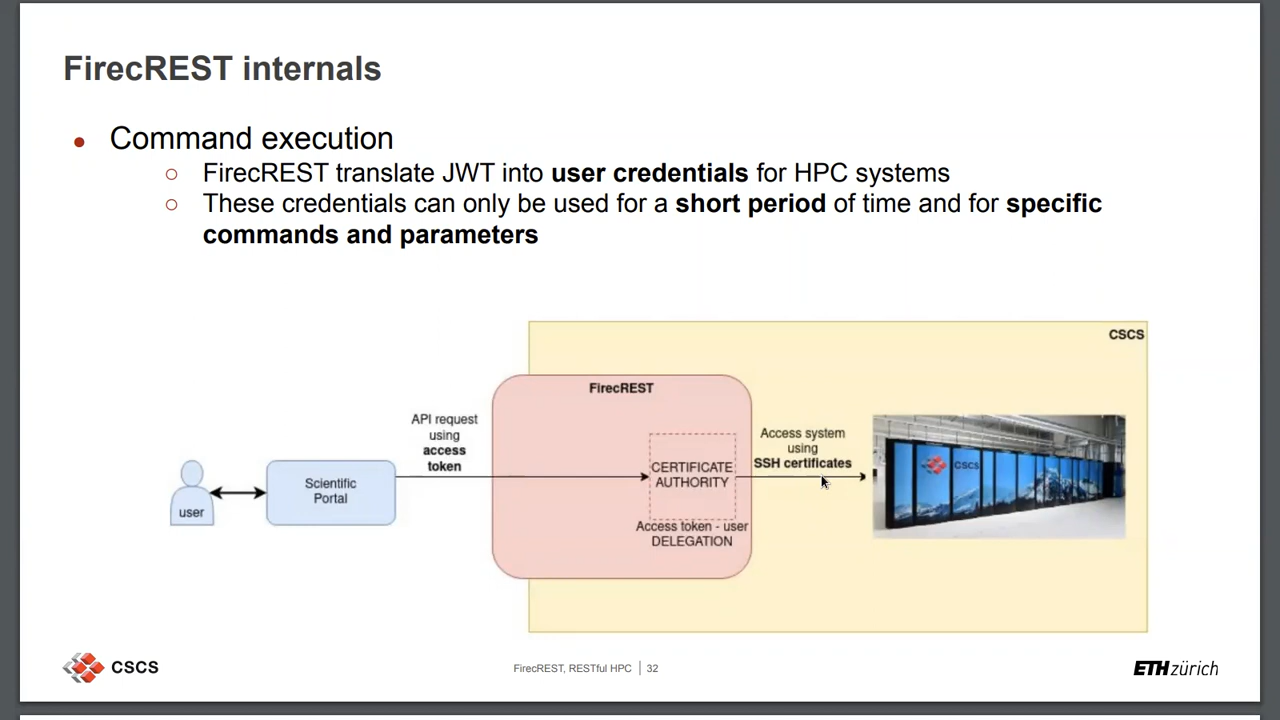 FirecREST internals
• Command execution
○ FirecREST translate JWT into user credentials for HPC systems
○ These credentials can only be used for a short period of time and for specific
commands and parameters
CSCS
FirecREST
API request
using
access
token
Access system
using
SSH certificates
CERTIFICATE
AUTHORITY
CSCS
Scientific
Portal
user
Access token - user
DELEGATION
CSCS
FirecREST, RESTful HPC | 32
ETH zürich